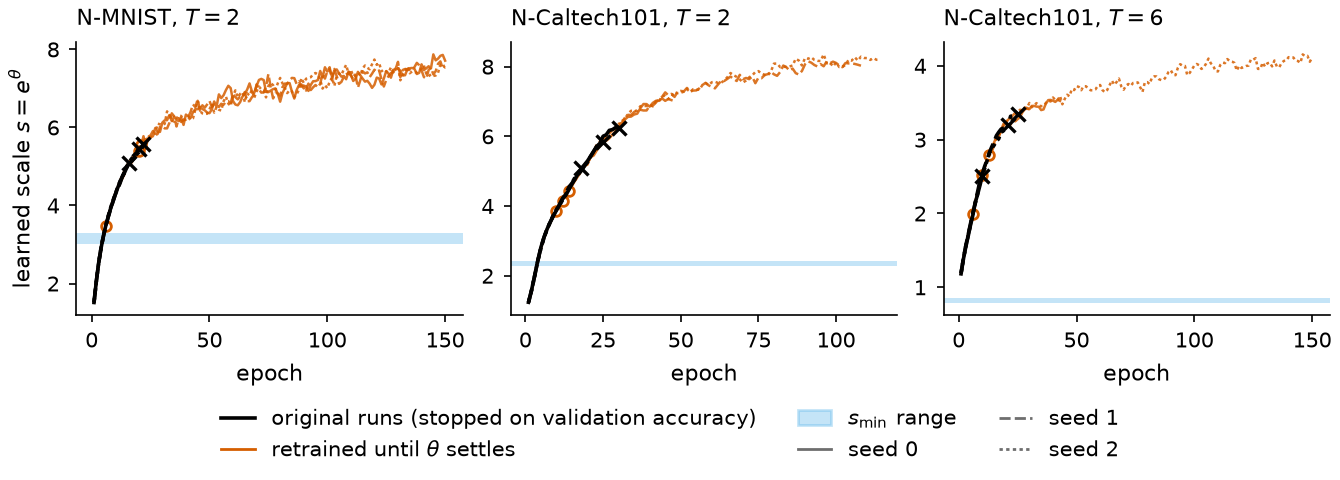 N-MNIST, T = 2
learned scale s = e^θ
8
6
4
2
0
50
100
150
epoch
N-Caltech101, T = 2
8
6
4
2
0
25
50
75
100
epoch
N-Caltech101, T = 6
4
3
2
1
0
50
100
150
epoch
original runs (stopped on validation accuracy)
retrained until θ settles
s_min range
seed 0
seed 1
seed 2